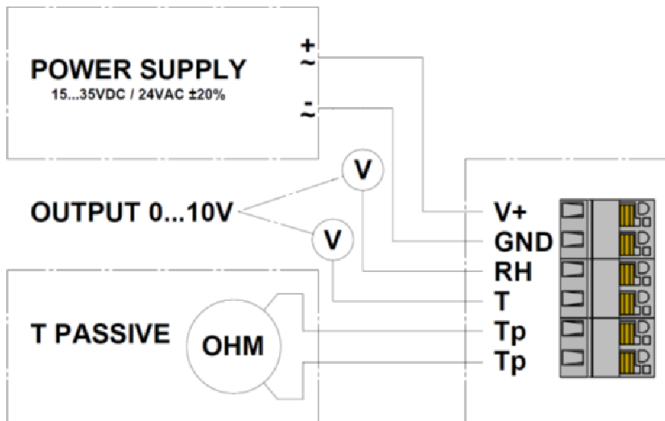 +
~
POWER SUPPLY
15...35VDC / 24VAC ±20%
-
~
V
OUTPUT 0...10V
V
V+
GND
RH
T
T PASSIVE
OHM
Tp
Tp